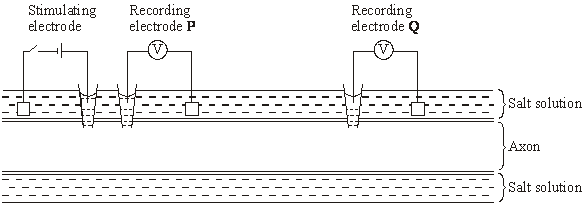 Stimulating
electrode
Recording
electrode P
Recording
electrode Q
V
V
Salt solution
Axon
Salt solution